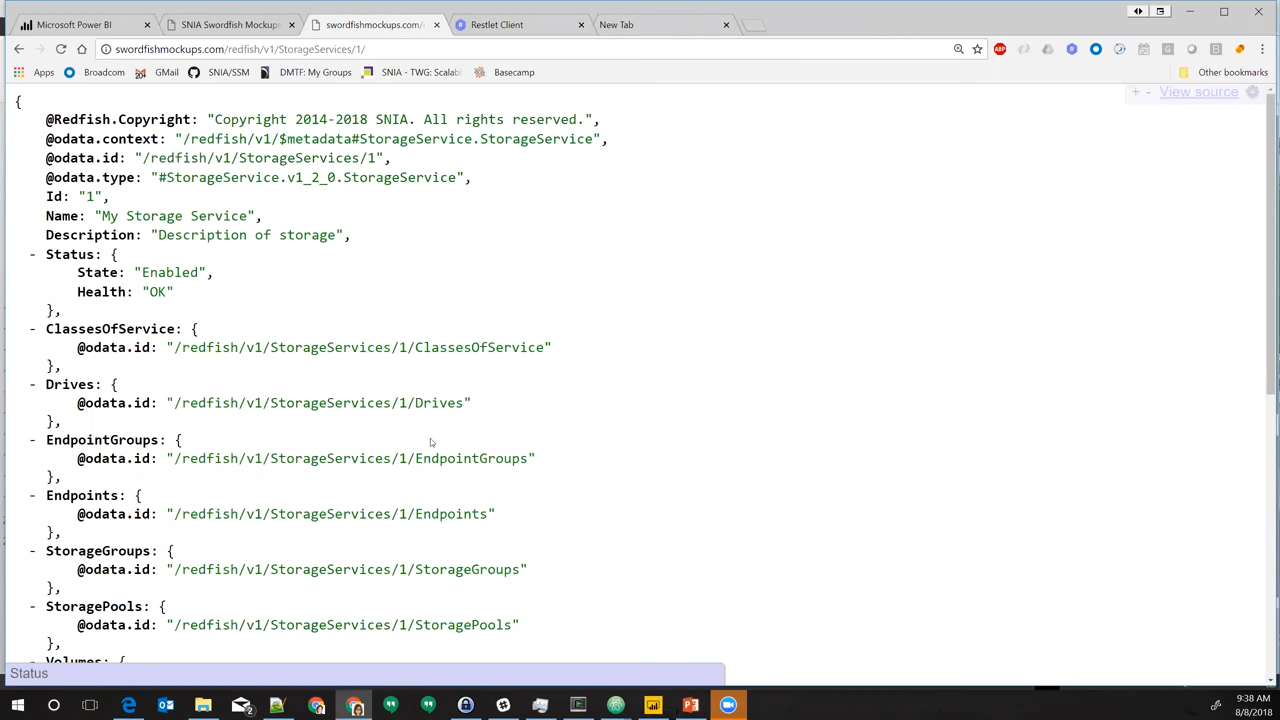 Microsoft Power BI
SNIA Swordfish Mockups
swordfishmockups.com/
Restlet Client
New Tab
swordfishmockups.com/redfish/v1/StorageServices/1/
ABP
Apps
Broadcom
GMail
SNIA/SSM
DMTF: My Groups
SNIA - TWG: Scalabl
Basecamp
Other bookmarks
+ - View source
{
@Redfish.Copyright: "Copyright 2014-2018 SNIA. All rights reserved.",
@odata.context: "/redfish/v1/$metadata#StorageService.StorageService",
@odata.id: "/redfish/v1/StorageServices/1",
@odata.type: "#StorageService.v1_2_0.StorageService",
Id: "1",
Name: "My Storage Service",
Description: "Description of storage",
- Status: {
State: "Enabled",
Health: "OK"
},
- ClassesOfService: {
@odata.id: "/redfish/v1/StorageServices/1/ClassesOfService"
},
- Drives: {
@odata.id: "/redfish/v1/StorageServices/1/Drives"
},
- EndpointGroups: {
@odata.id: "/redfish/v1/StorageServices/1/EndpointGroups"
},
- Endpoints: {
@odata.id: "/redfish/v1/StorageServices/1/Endpoints"
},
- StorageGroups: {
@odata.id: "/redfish/v1/StorageServices/1/StorageGroups"
},
- StoragePools: {
@odata.id: "/redfish/v1/StorageServices/1/StoragePools"
},
- Volumes: {
Status
9:38 AM
8/8/2018